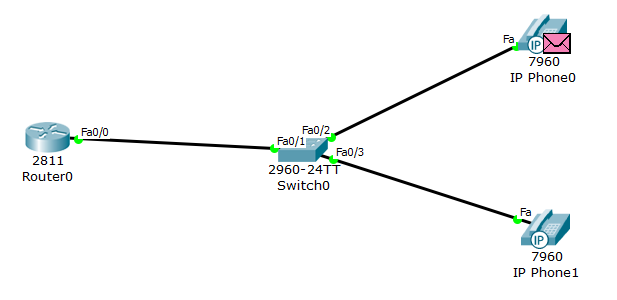 Fa
IP
7960
IP Phone0
Fa0/0
Fa0/2
Fa0/1
Fa0/3
2811
Router0
2960-24TT
Switch0
Fa
IP
7960
IP Phone1